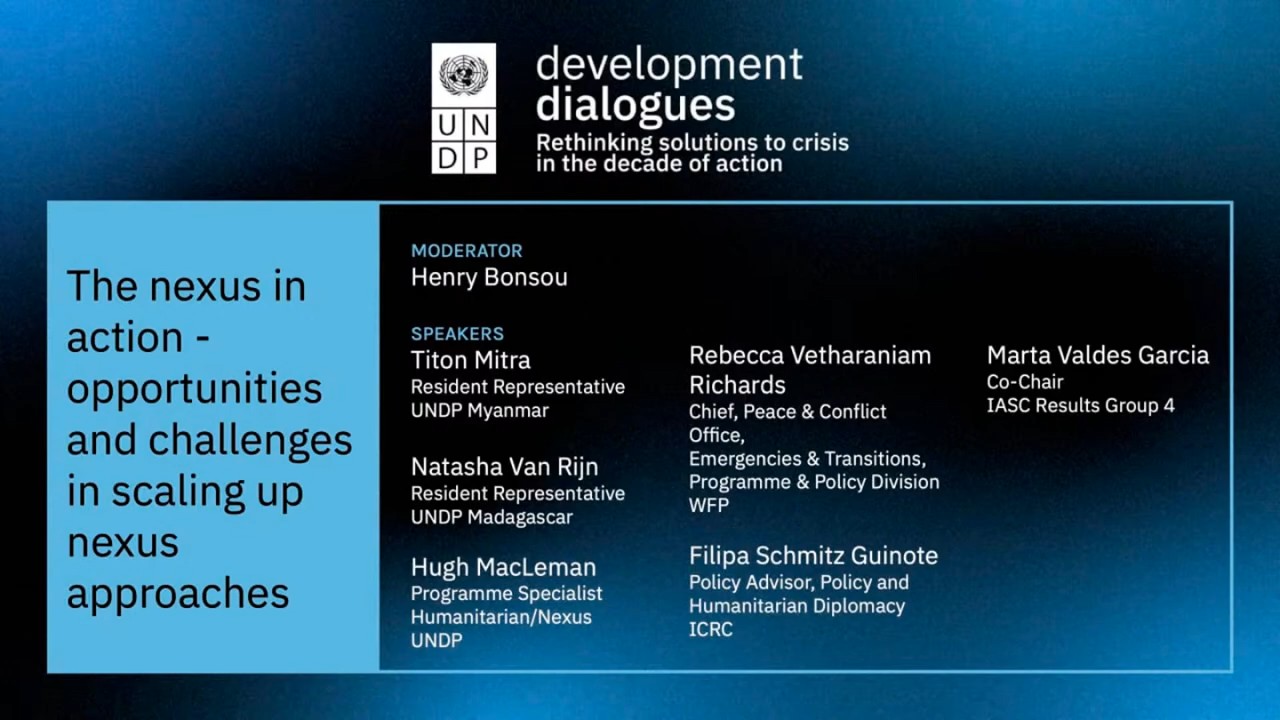 UN
DP
development
dialogues
Rethinking solutions to crisis
in the decade of action
The nexus in
action -
opportunities
and challenges
in scaling up
nexus
approaches
MODERATOR
Henry Bonsou
SPEAKERS
Titon Mitra
Resident Representative
UNDP Myanmar
Natasha Van Rijn
Resident Representative
UNDP Madagascar
Hugh MacLeman
Programme Specialist
Humanitarian/Nexus
UNDP
Rebecca Vetharaniam
Richards
Chief, Peace & Conflict
Office,
Emergencies & Transitions,
Programme & Policy Division
WFP
Filipa Schmitz Guinote
Policy Advisor, Policy and
Humanitarian Diplomacy
ICRC
Marta Valdes Garcia
Co-Chair
IASC Results Group 4